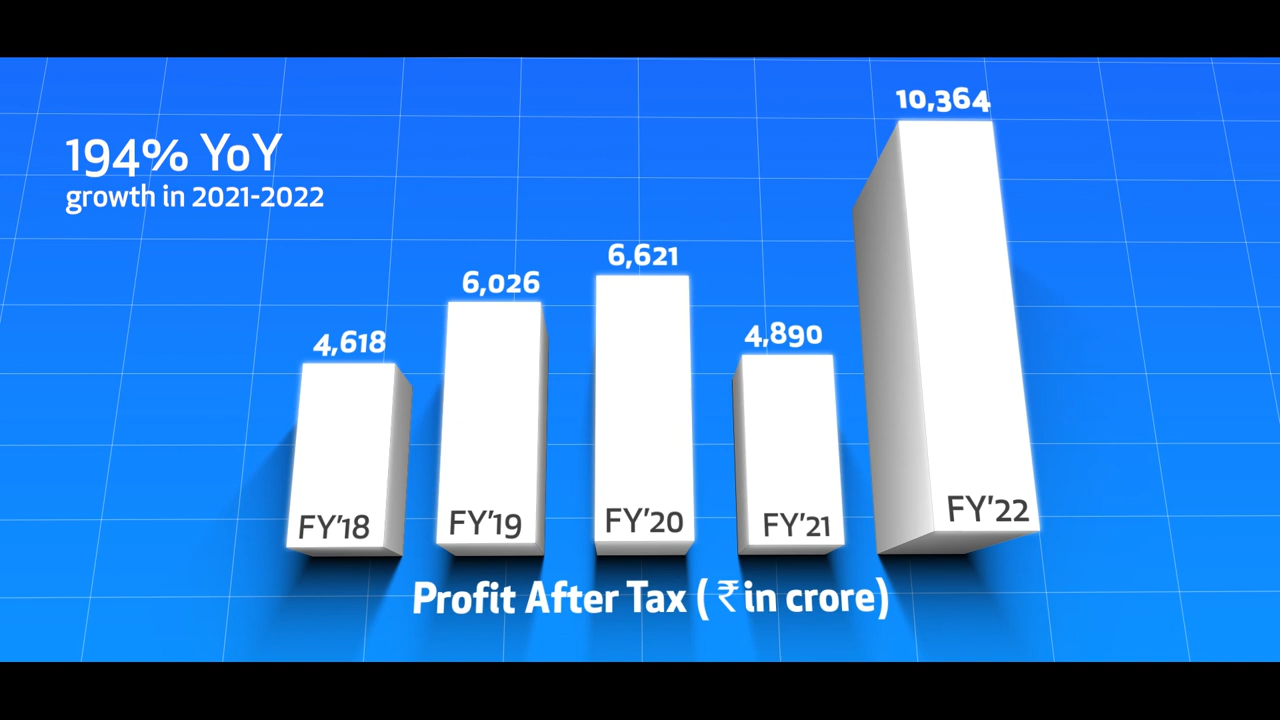 194% YoY
growth in 2021-2022
4,618
6,026
6,621
4,890
10,364
FY'18
FY'19
FY'20
FY'21
FY'22
Profit After Tax (₹in crore)